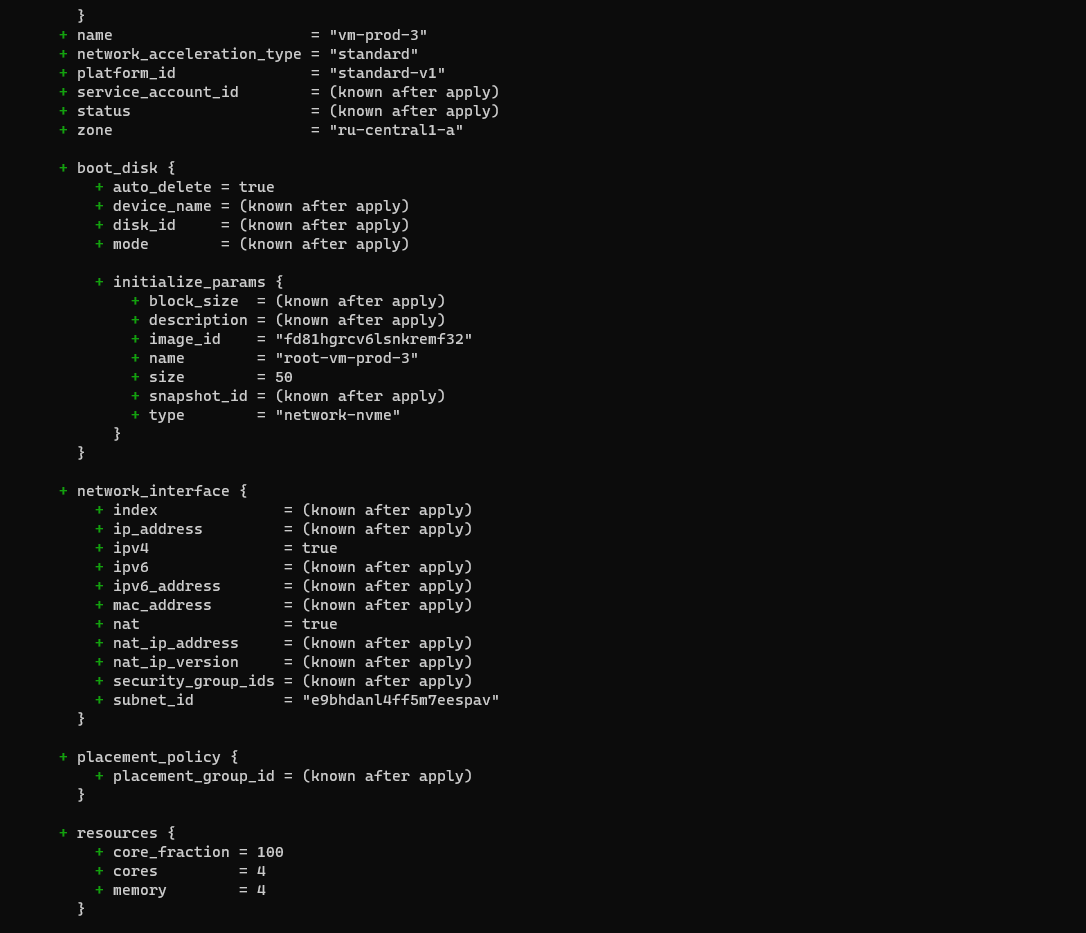 }
    + name                      = "vm-prod-3"
    + network_acceleration_type = "standard"
    + platform_id               = "standard-v1"
    + service_account_id        = (known after apply)
    + status                    = (known after apply)
    + zone                      = "ru-central1-a"

    + boot_disk {
        + auto_delete = true
        + device_name = (known after apply)
        + disk_id     = (known after apply)
        + mode        = (known after apply)

        + initialize_params {
            + block_size  = (known after apply)
            + description = (known after apply)
            + image_id    = "fd81hgrcv6lsnkremf32"
            + name        = "root-vm-prod-3"
            + size        = 50
            + snapshot_id = (known after apply)
            + type        = "network-nvme"
          }
      }

    + network_interface {
        + index              = (known after apply)
        + ip_address         = (known after apply)
        + ipv4               = true
        + ipv6               = (known after apply)
        + ipv6_address       = (known after apply)
        + mac_address        = (known after apply)
        + nat                = true
        + nat_ip_address     = (known after apply)
        + nat_ip_version     = (known after apply)
        + security_group_ids = (known after apply)
        + subnet_id          = "e9bhdanl4ff5m7eespav"
      }

    + placement_policy {
        + placement_group_id = (known after apply)
      }

    + resources {
        + core_fraction = 100
        + cores         = 4
        + memory        = 4
      }